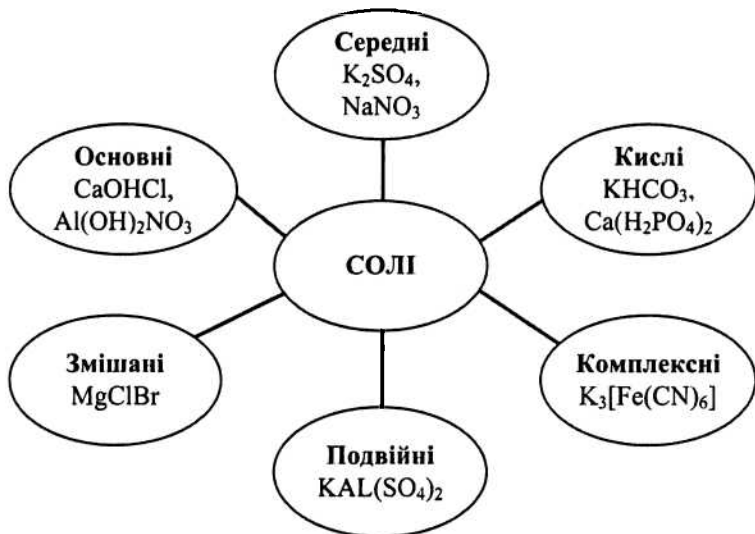 Середні
K₂SO₄,
NaNO₃
Основні
CaOHCl,
Al(OH)₂NO₃
Кислі
KHCO₃,
Ca(H₂PO₄)₂
СОЛІ
Змішані
MgClBr
Комплексні
K₃[Fe(CN)₆]
Подвійні
KAL(SO₄)₂